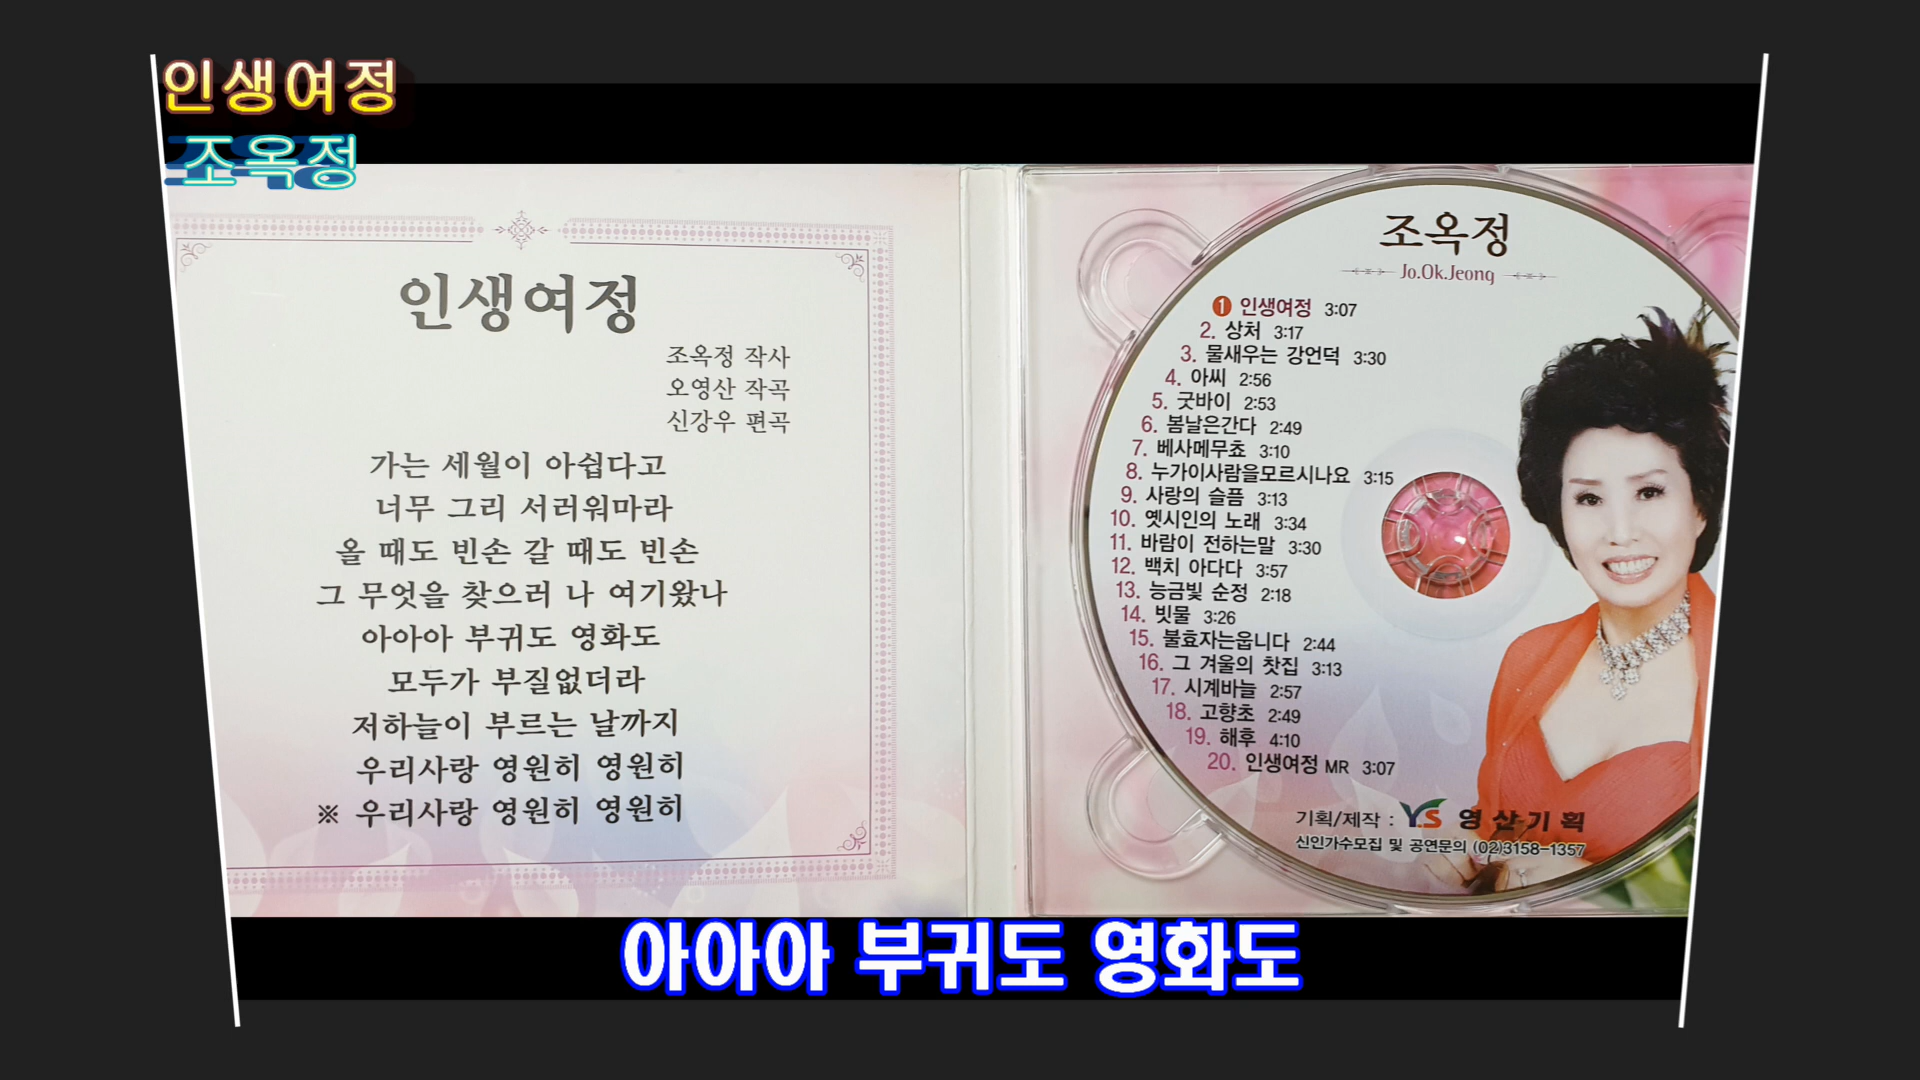 인생여정
조옥정
인생여정
조옥정 작사
오영산 작곡
신강우 편곡
가는 세월이 아쉽다고
너무 그리 서러워마라
올 때도 빈손 갈 때도 빈손
그 무엇을 찾으러 나 여기왔나
아아아 부귀도 영화도
모두가 부질없더라
저하늘이 부르는 날까지
우리사랑 영원히 영원히
※ 우리사랑 영원히 영원히
조옥정
Jo.Ok.Jeong
1 인생여정 3:07
2. 상처 3:17
3. 물새우는 강언덕 3:30
4. 아씨 2:56
5. 굿바이 2:53
6. 봄날은간다 2:49
7. 베사메무쵸 3:10
8. 누가이사람을모르시나요 3:15
9. 사랑의 슬픔 3:13
10. 옛시인의 노래 3:34
11. 바람이 전하는말 3:30
12. 백치 아다다 3:57
13. 능금빛 순정 2:18
14. 빗물 3:26
15. 불효자는웁니다 2:44
16. 그 겨울의 찻집 3:13
17. 시계바늘 2:57
18. 고향초 2:49
19. 해후 4:10
20. 인생여정 MR 3:07
기획/제작 : Y.S 영산기획
신인가수모집 및 공연문의 (02)3158-1357
아아아 부귀도 영화도